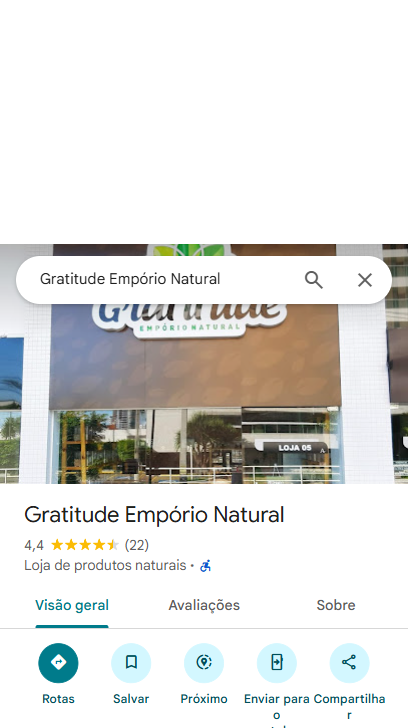 Gratitude Empório Natural
Gratitude
EMPÓRIO NATURAL
LOJA 05
Gratitude Empório Natural
4,4 (22)
Loja de produtos naturais ·
Visão geral Avaliações Sobre
Rotas Salvar Próximo Enviar para o Compartilhar